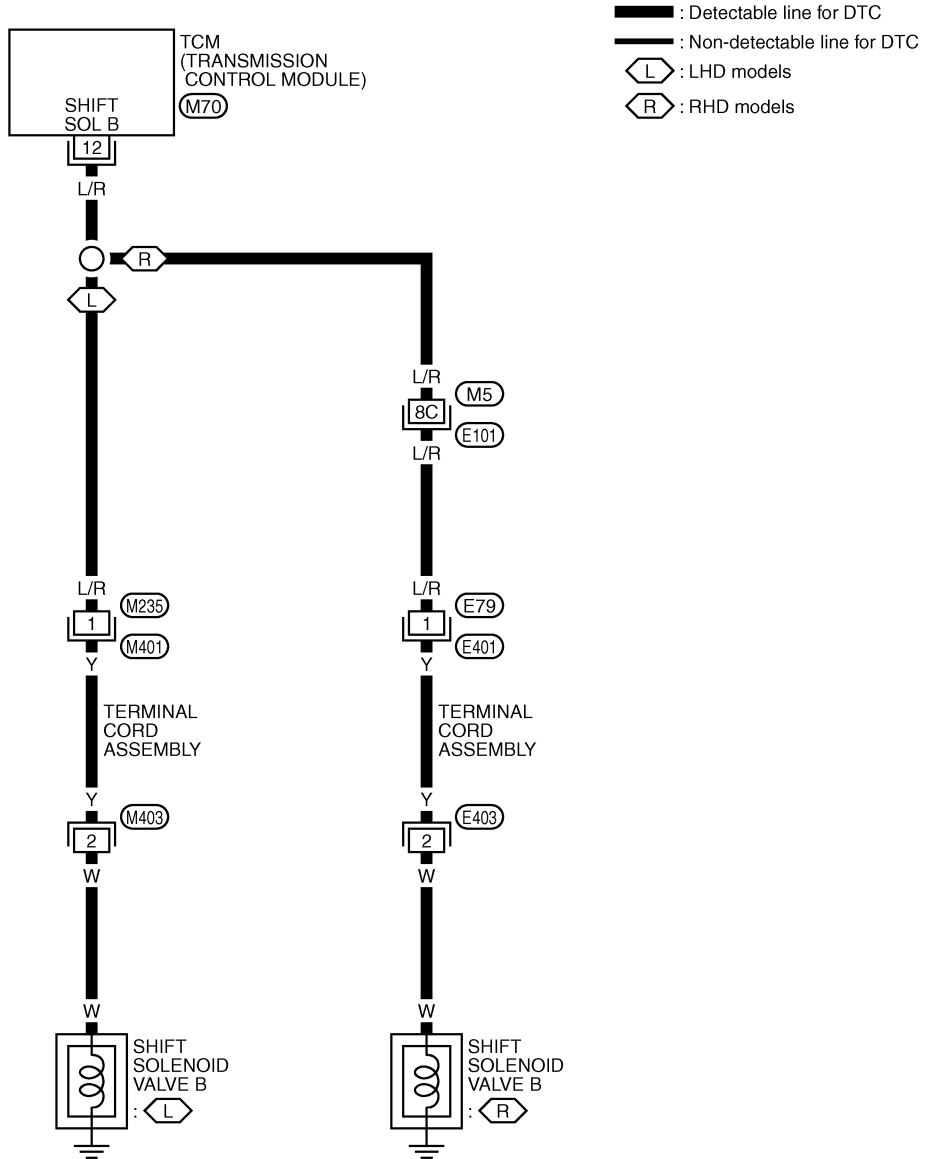 : Detectable line for DTC
: Non-detectable line for DTC
L : LHD models
R : RHD models
TCM
(TRANSMISSION
CONTROL MODULE)
M70
SHIFT
SOL B
12
L/R
R
L
L/R
M5
8C
E101
L/R
L/R
M235
1
M401
Y
L/R
E79
1
E401
Y
TERMINAL
CORD
ASSEMBLY
TERMINAL
CORD
ASSEMBLY
Y
M403
2
W
Y
E403
2
W
W
SHIFT
SOLENOID
VALVE B
: L
W
SHIFT
SOLENOID
VALVE B
: R